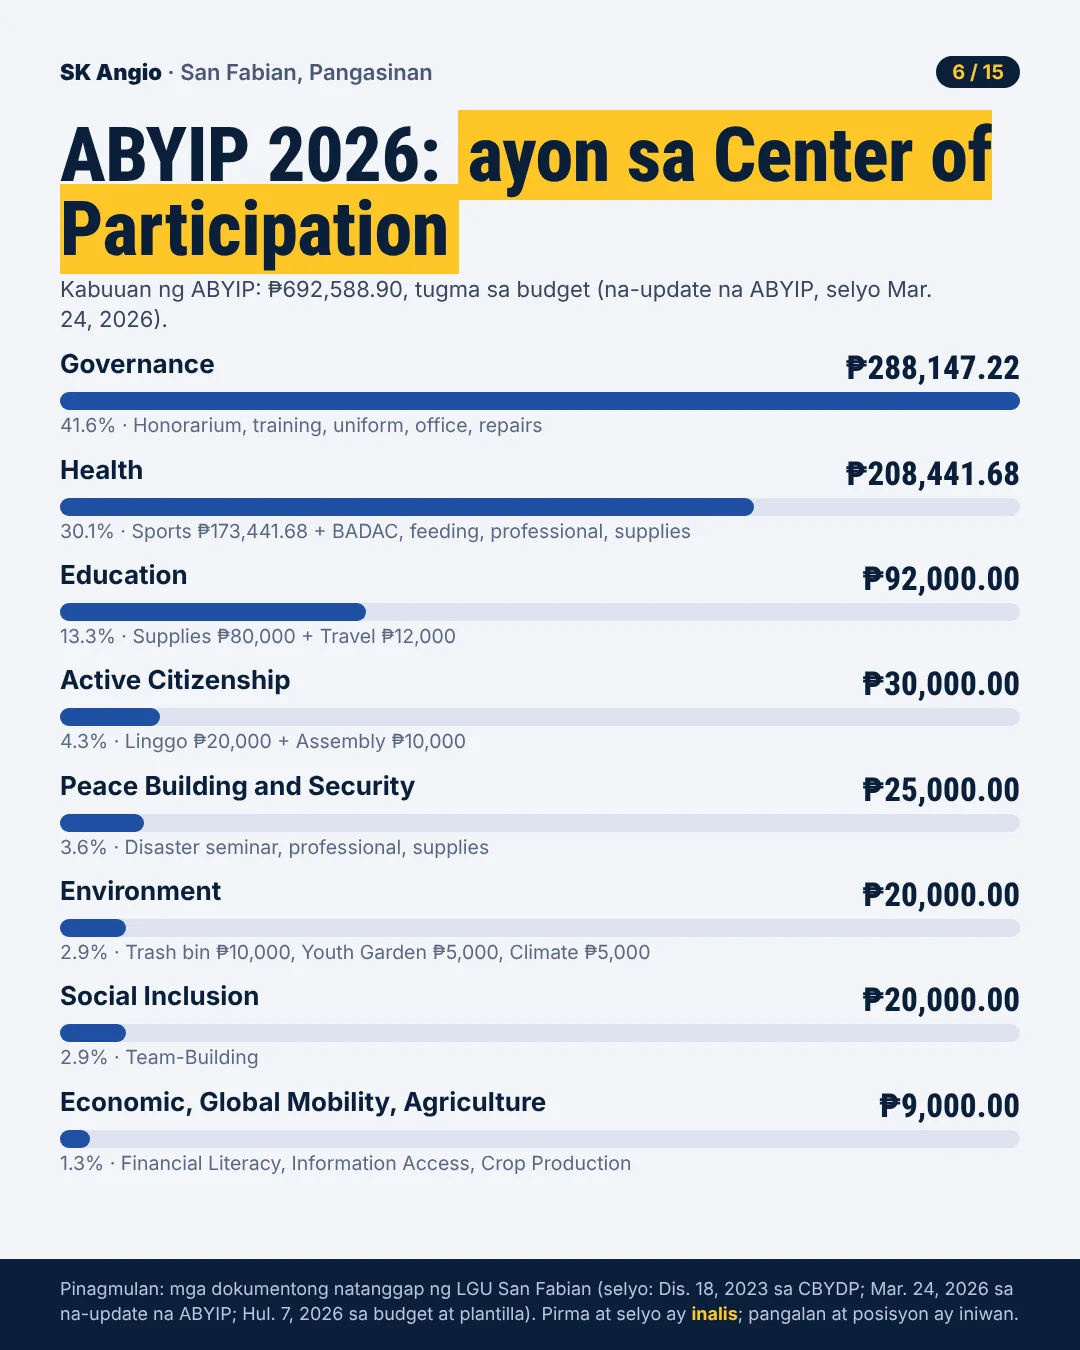 SK Angio · San Fabian, Pangasinan
6 / 15
ABYIP 2026: ayon sa Center of
Participation
Kabuuan ng ABYIP: ₱692,588.90, tugma sa budget (na-update na ABYIP, selyo Mar.
24, 2026).
Governance
₱288,147.22
41.6% · Honorarium, training, uniform, office, repairs
Health
₱208,441.68
30.1% · Sports ₱173,441.68 + BADAC, feeding, professional, supplies
Education
₱92,000.00
13.3% · Supplies ₱80,000 + Travel ₱12,000
Active Citizenship
₱30,000.00
4.3% · Linggo ₱20,000 + Assembly ₱10,000
Peace Building and Security
₱25,000.00
3.6% · Disaster seminar, professional, supplies
Environment
₱20,000.00
2.9% · Trash bin ₱10,000, Youth Garden ₱5,000, Climate ₱5,000
Social Inclusion
₱20,000.00
2.9% · Team-Building
Economic, Global Mobility, Agriculture
₱9,000.00
1.3% · Financial Literacy, Information Access, Crop Production
Pinagmulan: mga dokumentong natanggap ng LGU San Fabian (selyo: Dis. 18, 2023 sa CBYDP; Mar. 24, 2026 sa
na-update na ABYIP; Hul. 7, 2026 sa budget at plantilla). Pirma at selyo ay inalis; pangalan at posisyon ay iniwan.